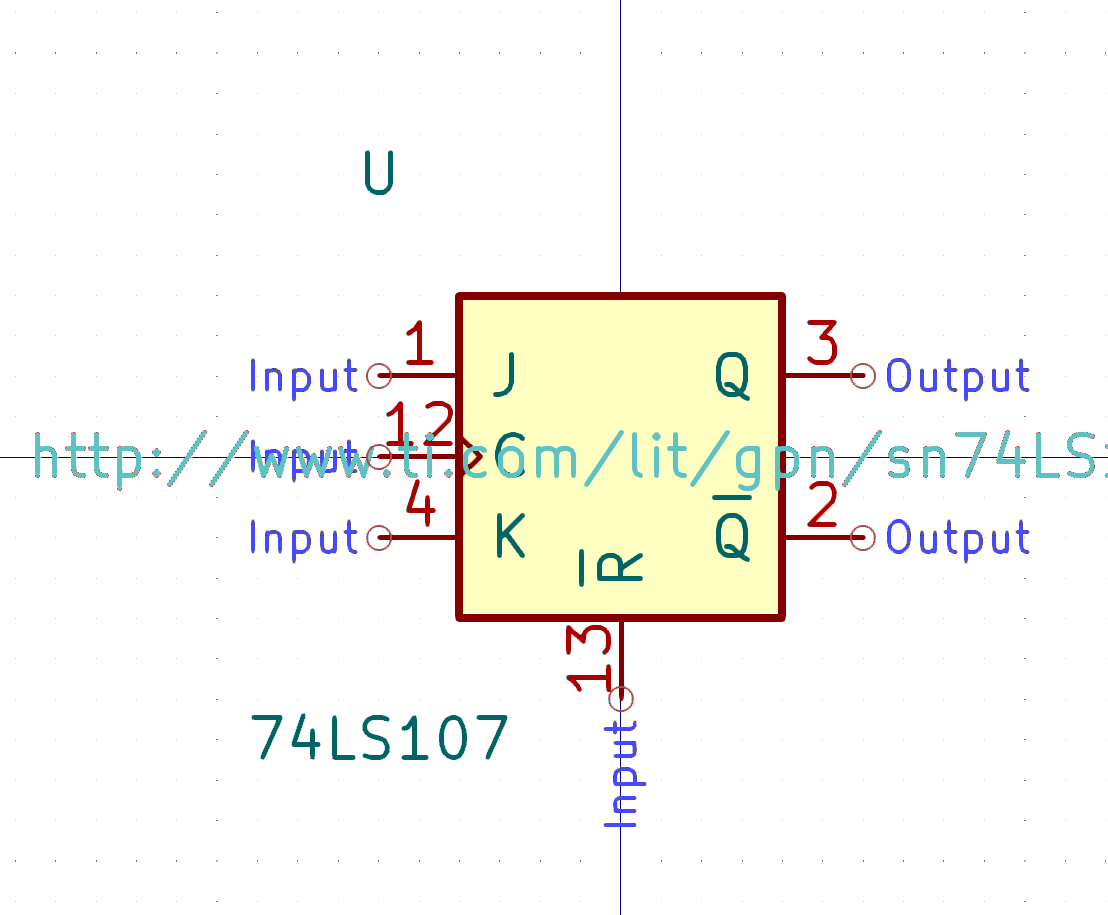 U
1
3
Input
J
Q
Output
12
Input
C
http://www.ti.com/lit/gpn/sn74LS
4
2
Input
K
Q̅
Output
R̅
13
74LS107
Input